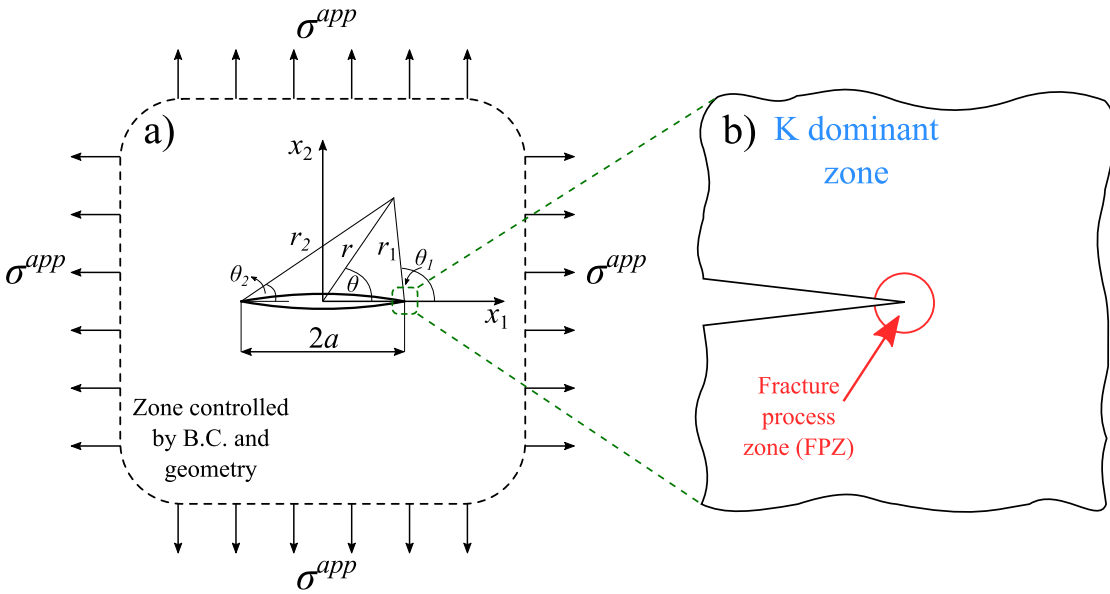 σ^app
a)
x₂
r₂
r
r₁
θ₁
θ₂
θ
x₁
2a
σ^app
σ^app
Zone controlled
by B.C. and
geometry
σ^app
b)
K dominant
zone
Fracture
process
zone (FPZ)